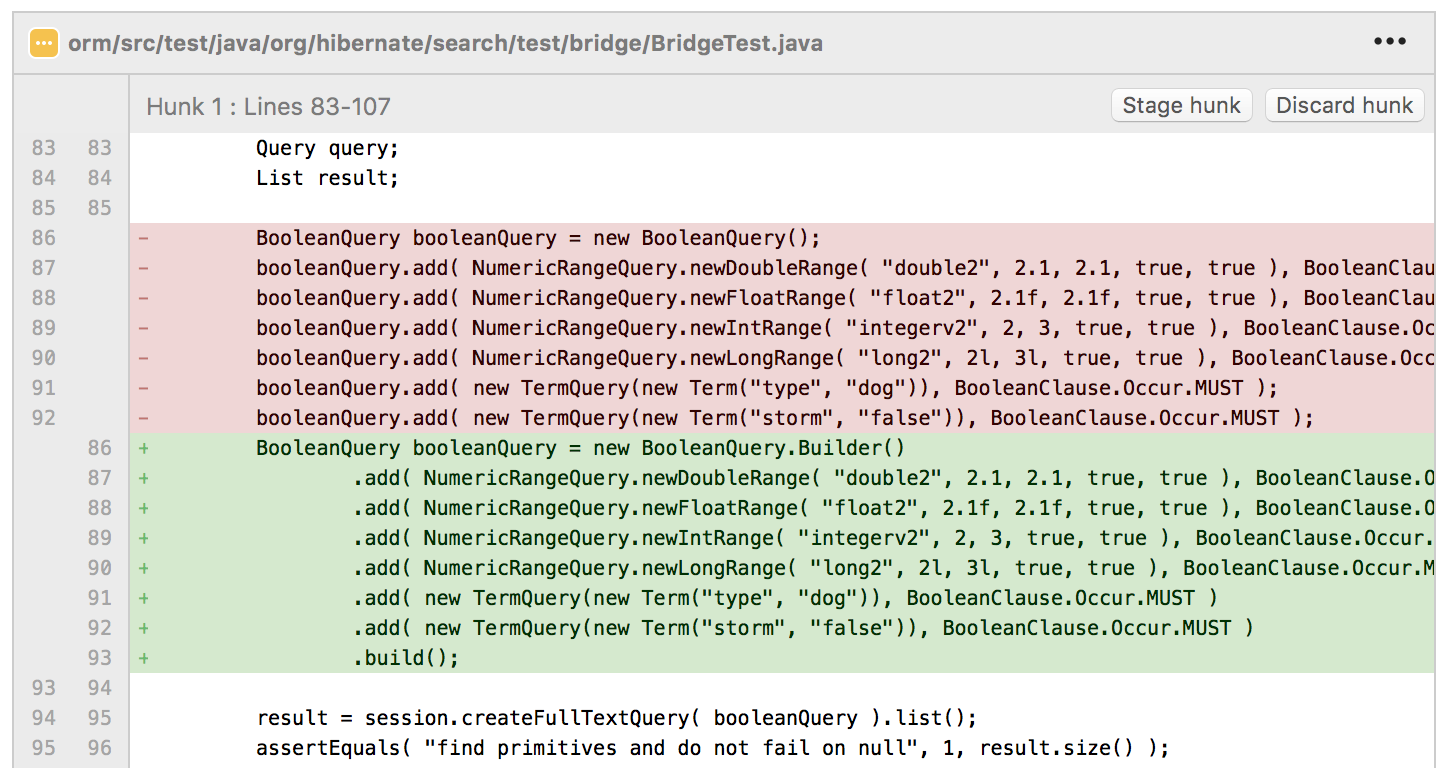 orm/src/test/java/org/hibernate/search/test/bridge/BridgeTest.java
Hunk 1 : Lines 83-107 Stage hunk Discard hunk
83 83 Query query;
84 84 List result;
85 85
86 - BooleanQuery booleanQuery = new BooleanQuery();
87 - booleanQuery.add( NumericRangeQuery.newDoubleRange( "double2", 2.1, 2.1, true, true ), BooleanClau
88 - booleanQuery.add( NumericRangeQuery.newFloatRange( "float2", 2.1f, 2.1f, true, true ), BooleanClau
89 - booleanQuery.add( NumericRangeQuery.newIntRange( "integerv2", 2, 3, true, true ), BooleanClause.Oc
90 - booleanQuery.add( NumericRangeQuery.newLongRange( "long2", 2l, 3l, true, true ), BooleanClause.Occ
91 - booleanQuery.add( new TermQuery(new Term("type", "dog")), BooleanClause.Occur.MUST );
92 - booleanQuery.add( new TermQuery(new Term("storm", "false")), BooleanClause.Occur.MUST );
86 + BooleanQuery booleanQuery = new BooleanQuery.Builder()
87 + .add( NumericRangeQuery.newDoubleRange( "double2", 2.1, 2.1, true, true ), BooleanClause.O
88 + .add( NumericRangeQuery.newFloatRange( "float2", 2.1f, 2.1f, true, true ), BooleanClause.O
89 + .add( NumericRangeQuery.newIntRange( "integerv2", 2, 3, true, true ), BooleanClause.Occur.
90 + .add( NumericRangeQuery.newLongRange( "long2", 2l, 3l, true, true ), BooleanClause.Occur.M
91 + .add( new TermQuery(new Term("type", "dog")), BooleanClause.Occur.MUST )
92 + .add( new TermQuery(new Term("storm", "false")), BooleanClause.Occur.MUST )
93 + .build();
93 94
94 95 result = session.createFullTextQuery( booleanQuery ).list();
95 96 assertEquals( "find primitives and do not fail on null", 1, result.size() );